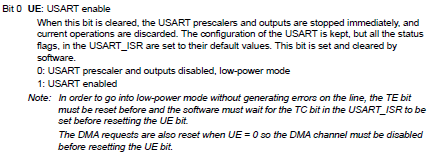 Bit 0 UE: USART enable
When this bit is cleared, the USART prescalers and outputs are stopped immediately, and
current operations are discarded. The configuration of the USART is kept, but all the status
flags, in the USART_ISR are set to their default values. This bit is set and cleared by
software.
0: USART prescaler and outputs disabled, low-power mode
1: USART enabled
Note: In order to go into low-power mode without generating errors on the line, the TE bit
must be reset before and the software must wait for the TC bit in the USART_ISR to be
set before resetting the UE bit.
The DMA requests are also reset when UE = 0 so the DMA channel must be disabled
before resetting the UE bit.